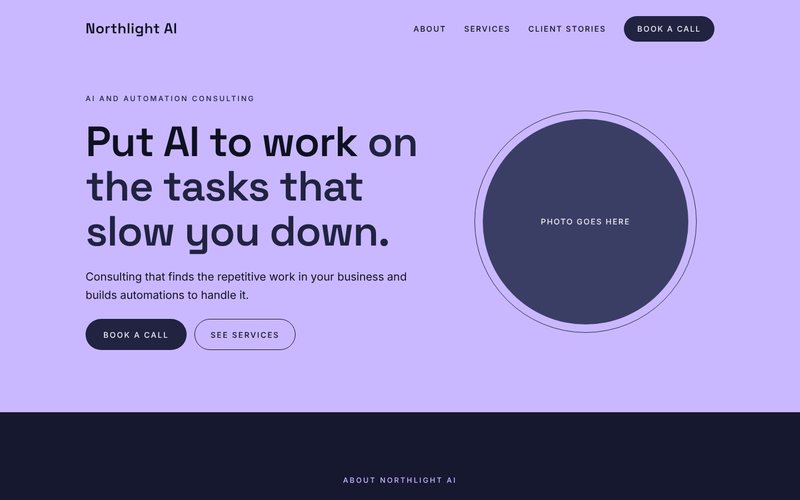 Northlight AI
ABOUT
SERVICES
CLIENT STORIES
BOOK A CALL
AI AND AUTOMATION CONSULTING
Put AI to work on
the tasks that
slow you down.
Consulting that finds the repetitive work in your business and
builds automations to handle it.
BOOK A CALL
SEE SERVICES
PHOTO GOES HERE
ABOUT NORTHLIGHT AI